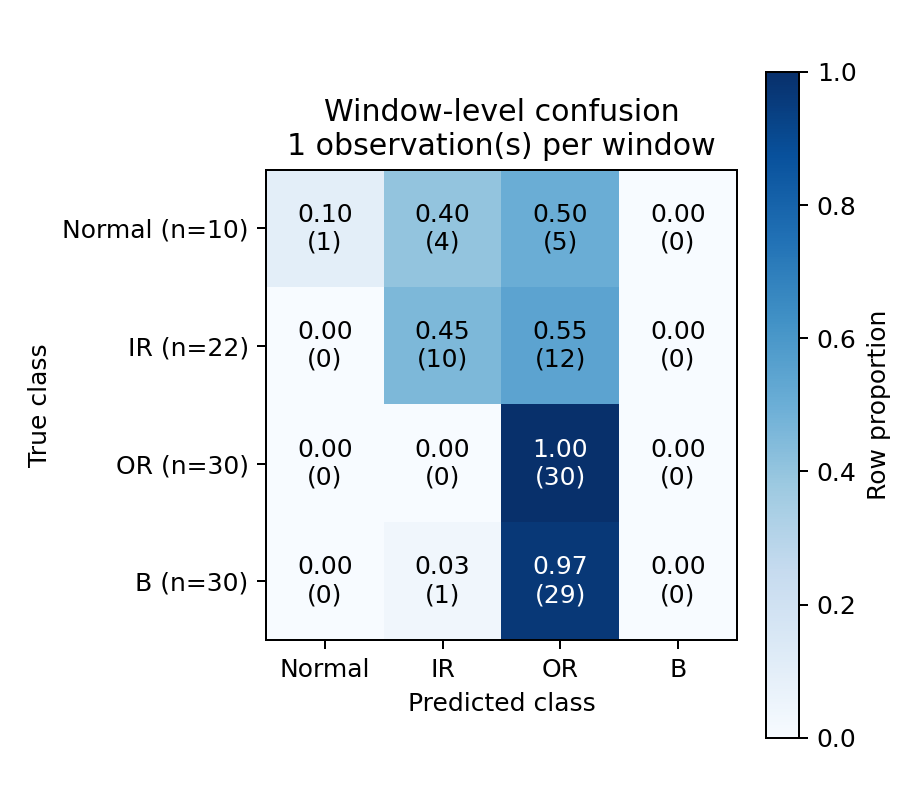 Window-level confusion
1 observation(s) per window
True class
Normal (n=10)
0.10 0.40 0.50 0.00
(1) (4) (5) (0)
IR (n=22)
0.00 0.45 0.55 0.00
(0) (10) (12) (0)
OR (n=30)
0.00 0.00 1.00 0.00
(0) (0) (30) (0)
B (n=30)
0.00 0.03 0.97 0.00
(0) (1) (29) (0)
Normal IR OR B
Predicted class
1.0
0.8
0.6
0.4
0.2
0.0
Row proportion